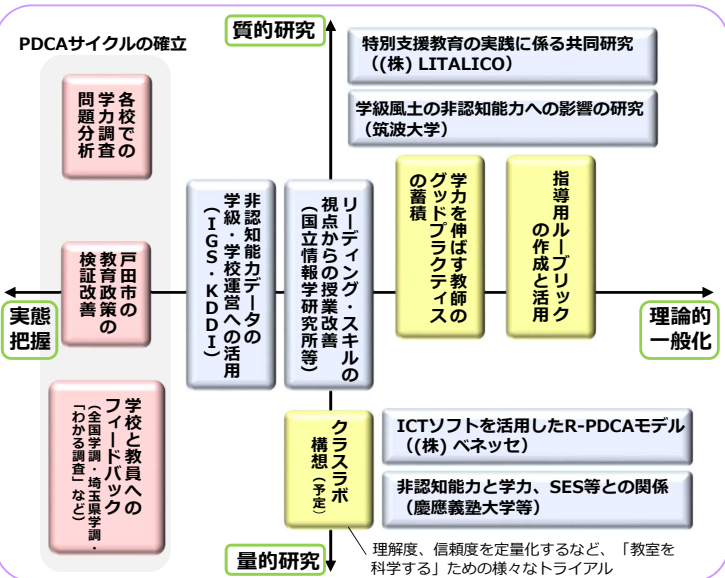 質的研究
PDCAサイクルの確立
特別支援教育の実践に係る共同研究
((株) LITALICO)
学級風土の非認知能力への影響の研究
(筑波大学)
各校での
学力調査
問題分析
非認知能力データの
学級・学校運営への活用
(IGS・KDDI)
リーディング・スキルの
視点からの授業改善
(国立情報学研究所等)
学力を伸ばす教師の
グッドプラクティス
の蓄積
指導用ルーブリック
の作成と活用
戸田市の
教育政策の
検証改善
実態
把握
理論的
一般化
学校と教員への
フィードバック
(全国学調・埼玉県学調・
「わかる調査」など)
クラスラボ
構想(予定)
ICTソフトを活用したR-PDCAモデル
((株) ベネッセ)
非認知能力と学力、SES等との関係
(慶應義塾大学等)
量的研究
理解度、信頼度を定量化するなど、「教室を
科学する」ための様々なトライアル